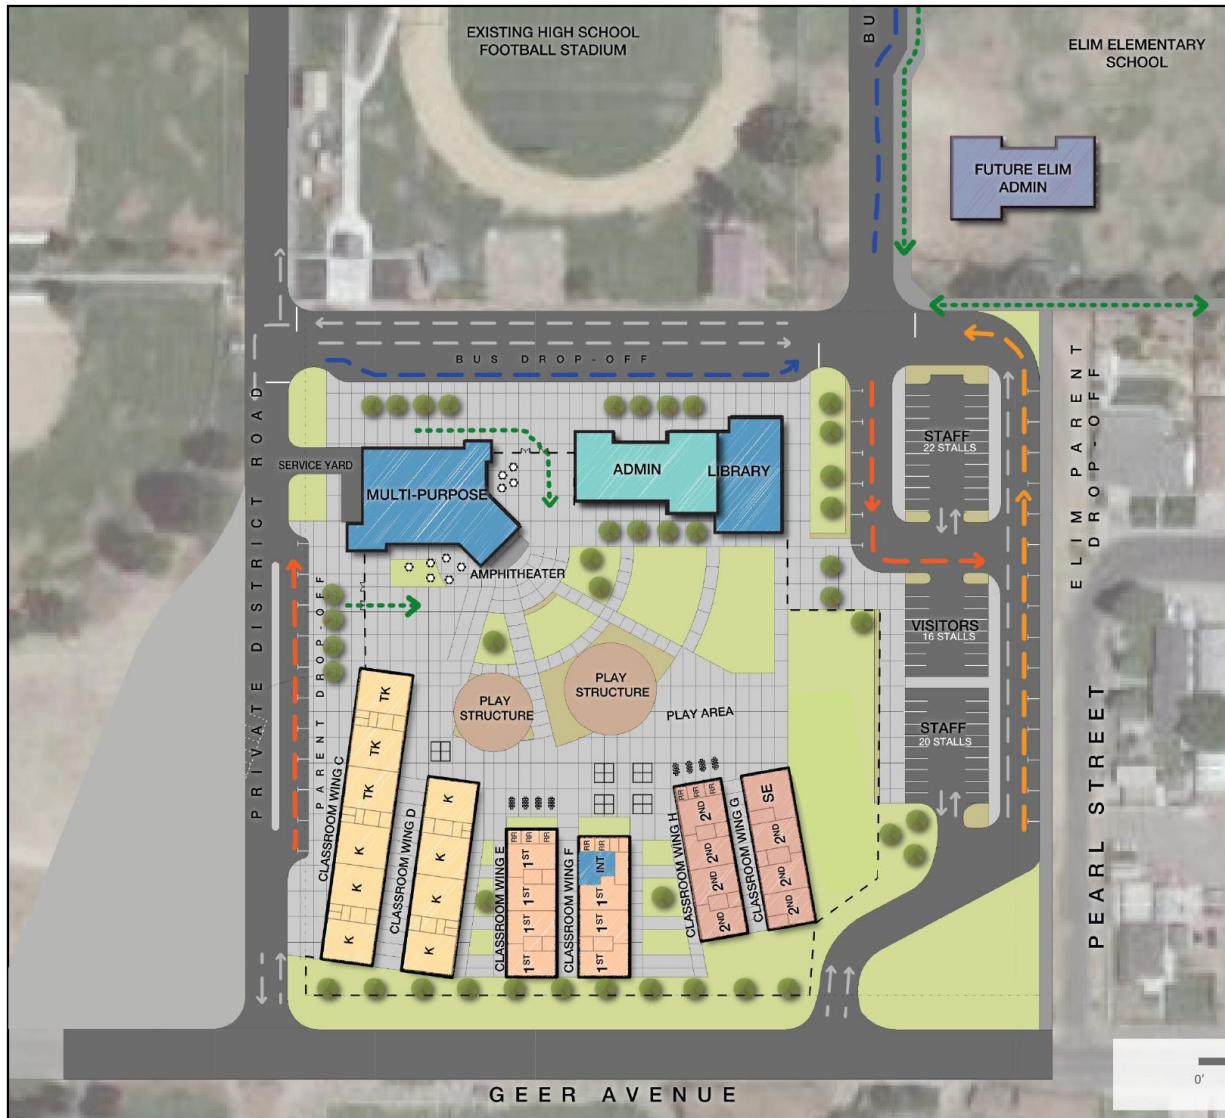 EXISTING HIGH SCHOOL
FOOTBALL STADIUM
BU
ELIM ELEMENTARY
SCHOOL
FUTURE ELIM
ADMIN
BUS DROP-OFF
PRIVATE DISTRICT ROAD
SERVICE YARD
MULTI-PURPOSE
ADMIN
LIBRARY
STAFF
22 STALLS
ELIM PARENT
DROP-OFF
AMPHITHEATER
PARENT DROP-OFF
VISITORS
16 STALLS
PLAY
STRUCTURE
PLAY
STRUCTURE
PLAY AREA
STAFF
20 STALLS
PEARL STREET
CLASSROOM WING C
TK
TK
TK
K
K
K
CLASSROOM WING D
K
K
K
K
CLASSROOM WING E
RR RR
1ST
1ST
1ST
1ST
CLASSROOM WING F
RR RR
INT
1ST
1ST
1ST
CLASSROOM WING H
RR RR
2ND
2ND
2ND
2ND
CLASSROOM WING G
SE
2ND
2ND
2ND
GEER AVENUE
0'